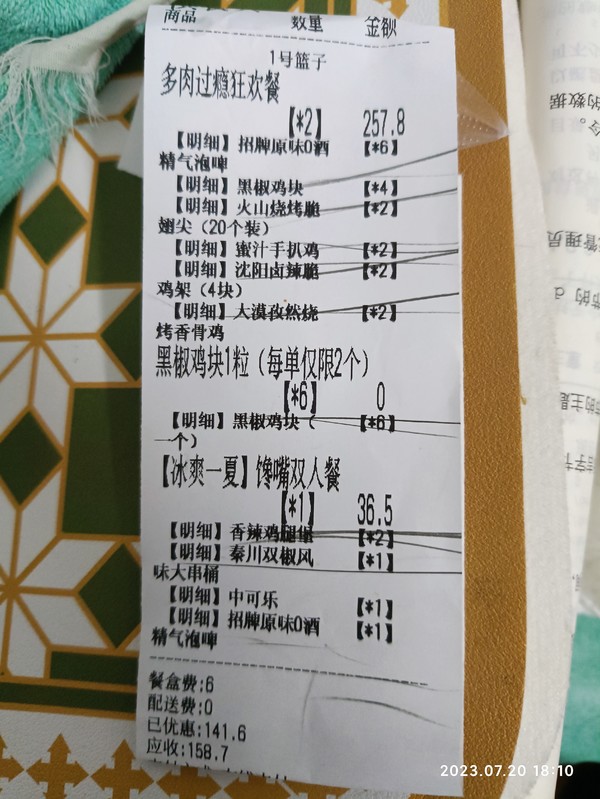 商品 数量 金额
1号篮子
多肉过瘾狂欢餐
【*2】 257.8
【明细】招牌原味0酒 【*6】
精气泡啤
【明细】黑椒鸡块 【*4】
【明细】火山烧烤脆 【*2】
翅尖（20个装）
【明细】蜜汁手扒鸡 【*2】
【明细】沈阳卤辣脆 【*2】
鸡架（4块）
【明细】大漠孜然烧 【*2】
烤香骨鸡
黑椒鸡块1粒（每单仅限2个）
【*6】 0
【明细】黑椒鸡块（ 【*6】
一个）
【冰爽一夏】馋嘴双人餐
【*1】 36.5
【明细】香辣鸡腿堡 【*2】
【明细】秦川双椒风 【*1】
味大串桶
【明细】中可乐 【*1】
【明细】招牌原味0酒 【*1】
精气泡啤
餐盒费:6
配送费:0
已优惠:141.6
应收:158.7
2023.07.20 18:10
的数据
管理员
的主是